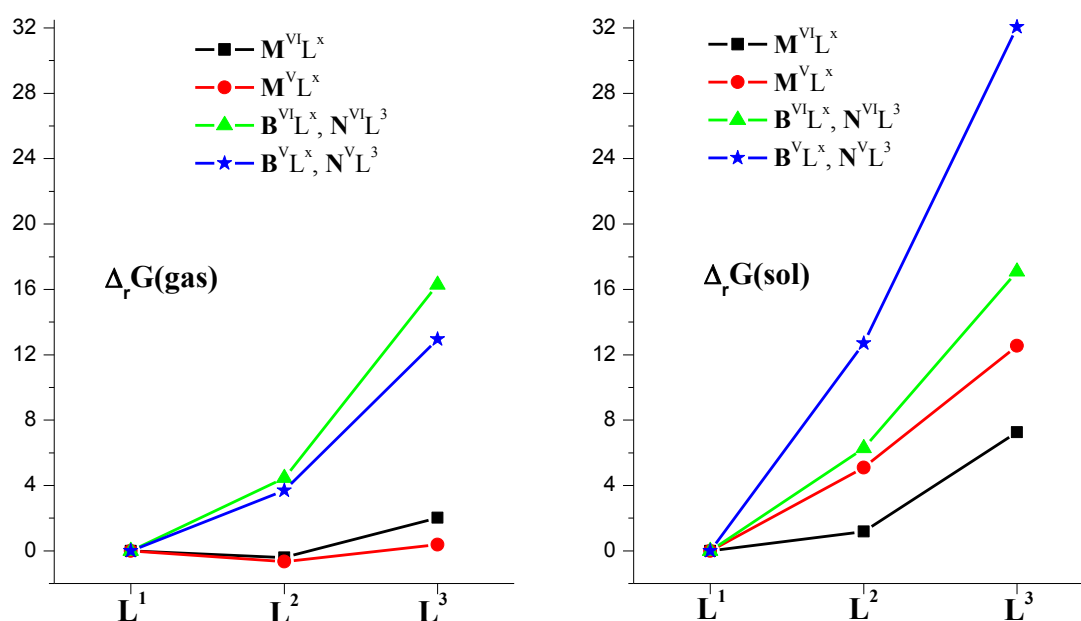 32
28
24
20
16
12
8
4
0
M^VI L^x
M^V L^x
B^VI L^x, N^VI L^3
B^V L^x, N^V L^3
Δ_r G(gas)
L^1
L^2
L^3
32
28
24
20
16
12
8
4
0
M^VI L^x
M^V L^x
B^VI L^x, N^VI L^3
B^V L^x, N^V L^3
Δ_r G(sol)
L^1
L^2
L^3